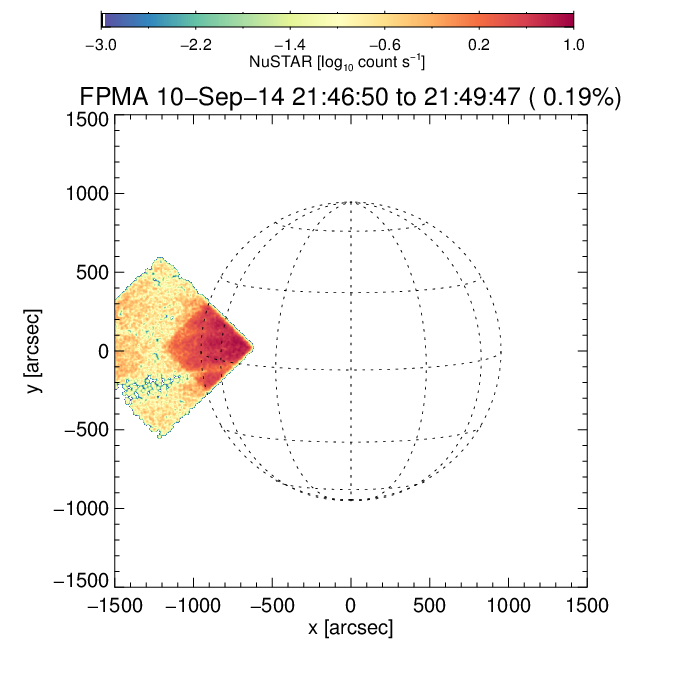 −3.0 −2.2 −1.4 −0.6 0.2 1.0
NuSTAR [log₁₀ count s⁻¹]
FPMA 10−Sep−14 21:46:50 to 21:49:47 ( 0.19%)
1500
1000
500
0
−500
−1000
−1500
y [arcsec]
−1500 −1000 −500 0 500 1000 1500
x [arcsec]